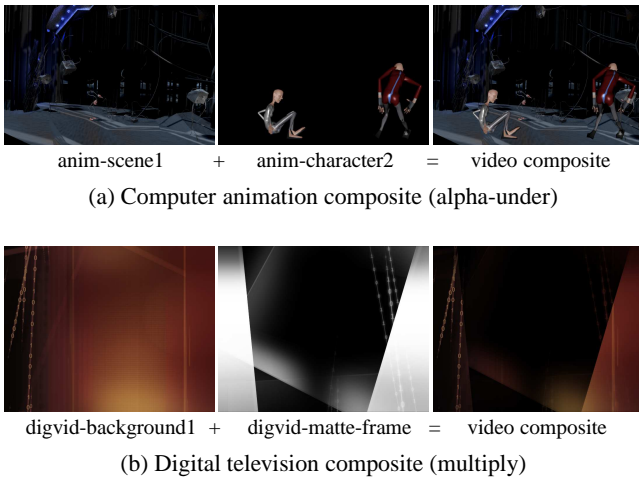 anim-scene1 + anim-character2 = video composite
(a) Computer animation composite (alpha-under)
digvid-background1 + digvid-matte-frame = video composite
(b) Digital television composite (multiply)